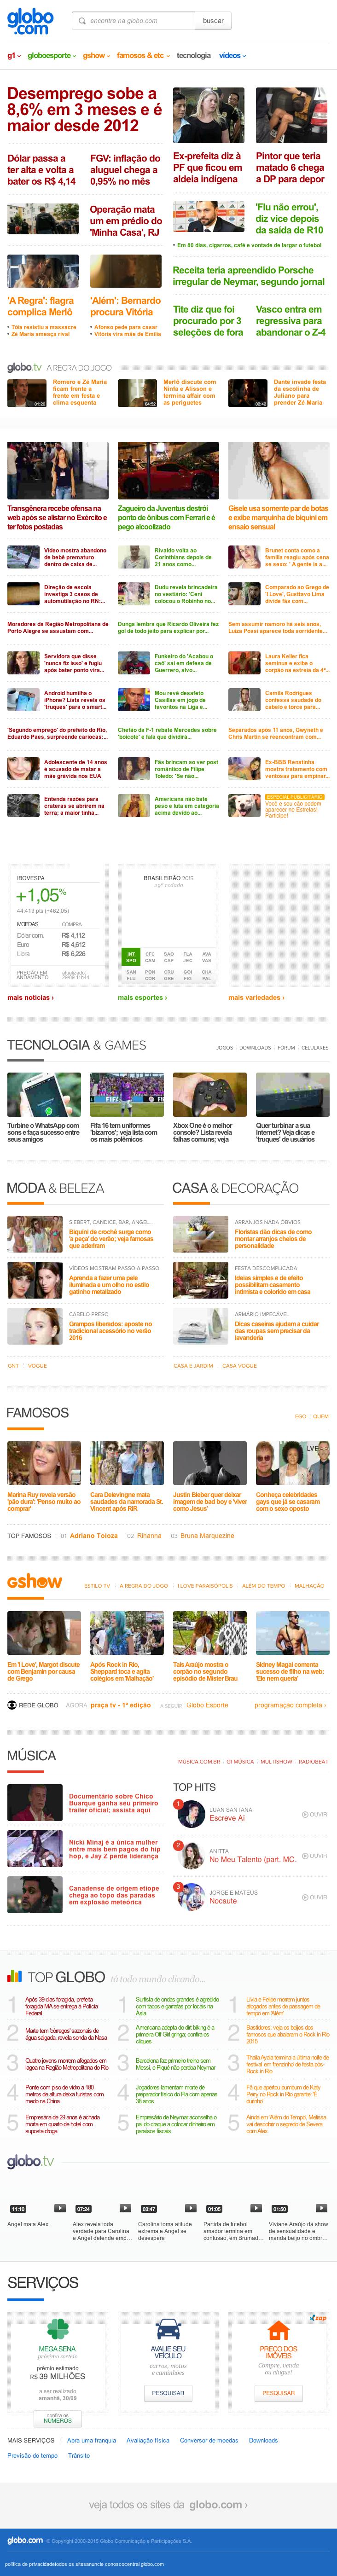 globo
.com
encontre na globo.com
buscar
g1
globoesporte
gshow
famosos & etc
tecnologia
vídeos
Desemprego sobe a
8,6% em 3 meses e é
maior desde 2012
Dólar passa a
ter alta e volta a
bater os R$ 4,14
FGV: inflação do
aluguel chega a
0,95% no mês
Operação mata
um em prédio do
'Minha Casa', RJ
'A Regra': flagra
complica Merlô
Tóia resistiu a massacre
Zé Maria ameaça rival
'Além': Bernardo
procura Vitória
Afonso pede para casar
Vitória vira mãe de Emília
Ex-prefeita diz à
PF que ficou em
aldeia indígena
Pintor que teria
matado 6 chega
a DP para depor
'Flu não errou',
diz vice depois
da saída de R10
Em 80 dias, cigarros, café e vontade de largar o futebol
Receita teria apreendido Porsche
irregular de Neymar, segundo jornal
Tite diz que foi
procurado por 3
seleções de fora
Vasco entra em
regressiva para
abandonar o Z-4
globo.tv A REGRA DO JOGO
01:26
Romero e Zé Maria
ficam frente a
frente em festa e
clima esquenta
04:52
Merlô discute com
Ninfa e Alisson e
termina affair com
as periguetes
02:42
Dante invade festa
da escolinha de
Juliano para
prender Zé Maria
Transgênera recebe ofensa na
web após se alistar no Exército e
ter fotos postadas
Zagueiro da Juventus destrói
ponto de ônibus com Ferrari e é
pego alcoolizado
Gisele usa somente par de botas
e exibe marquinha de biquíni em
ensaio sensual
Vídeo mostra abandono
de bebê prematuro
dentro de caixa de...
Rivaldo volta ao
Corinthians depois de
21 anos como...
Brunet conta como a
família reagiu após cena
de sexo: ' A gente ia a...
Direção de escola
investiga 3 casos de
automutilação no RN:...
Dudu revela brincadeira
no vestiário: 'Ceni
colocou o Robinho no...
Comparado ao Grego de
'I Love', Gusttavo Lima
divide fãs com...
Moradores da Região Metropolitana de
Porto Alegre se assustam com...
Dunga lembra que Ricardo Oliveira fez
gol de todo jeito para explicar por...
Sem assumir namoro há seis anos,
Luiza Possi aparece toda sorridente...
Servidora que disse
'nunca fiz isso' e fugiu
após bater ponto vira...
Funkeiro do 'Acabou o
caô' sai em defesa de
Guerrero, alvo...
Laura Keller fica
seminua e exibe o
corpão na estreia da 4ª...
Android humilha o
iPhone? Lista revela os
'truques' para o smart...
Mou revê desafeto
Casillas em jogo de
favoritos na Liga e...
Camila Rodrigues
confessa saudade do
cabelo e torce para...
'Segundo emprego' do prefeito do Rio,
Eduardo Paes, surpreende cariocas:...
Chefão da F-1 rebate Mercedes sobre
'boicote' e fala que dividirá...
Separados após 11 anos, Gwyneth e
Chris Martin se reencontram com...
Adolescente de 14 anos
é acusado de matar a
mãe grávida nos EUA
Fãs brincam ao ver post
romântico de Filipe
Toledo: 'Se não...
Ex-BBB Renatinha
mostra tratamento com
ventosas para empinar...
Entenda razões para
crateras se abrirem na
terra; a maior tinha...
Americana não bate
peso e luta em categoria
acima devido ao...
ESPECIAL PUBLICITÁRIO
Você e seu cão podem
aparecer no Estrelas!
Participe!
IBOVESPA
+1,05%
44.419 pts (+462.05)
MOEDAS COMPRA
Dólar com. R$ 4,112
Euro R$ 4,612
Libra R$ 6,226
PREGÃO EM
ANDAMENTO
atualizado:
29/09 11h44
BRASILEIRÃO 2015
29ª rodada
INT CFC SAO FLA AVA
SPO CAM CAP JEC VAS
SAN PON CRU GOI CHA
FLU COR GRE FIG PAL
mais notícias ›
mais esportes ›
mais variedades ›
TECNOLOGIA & GAMES
JOGOS DOWNLOADS FÓRUM CELULARES
Turbine o WhatsApp com
sons e faça sucesso entre
seus amigos
Fifa 16 tem uniformes
'bizarros'; veja lista com
os mais polêmicos
Xbox One é o melhor
console? Lista revela
falhas comuns; veja
Quer turbinar a sua
Internet? Veja dicas e
'truques' de usuários
MODA & BELEZA
SIEBERT, CANDICE, BAR, ANGEL...
Biquíni de crochê surge como
'a peça' do verão; veja famosas
que aderiram
VÍDEOS MOSTRAM PASSO A PASSO
Aprenda a fazer uma pele
iluminada e um olho no estilo
gatinho metalizado
CABELO PRESO
Grampos liberados: aposte no
tradicional acessório no verão
2016
GNT VOGUE
CASA & DECORAÇÃO
ARRANJOS NADA ÓBVIOS
Floristas dão dicas de como
montar arranjos cheios de
personalidade
FESTA DESCOMPLICADA
Ideias simples e de efeito
possibilitam casamento
intimista e colorido em casa
ARMÁRIO IMPECÁVEL
Dicas caseiras ajudam a cuidar
das roupas sem precisar da
lavanderia
CASA E JARDIM CASA VOGUE
FAMOSOS
EGO QUEM
Marina Ruy revela versão
'pão dura': 'Penso muito ao
comprar'
Cara Delevingne mata
saudades da namorada St.
Vincent após RIR
Justin Bieber quer deixar
imagem de bad boy e 'viver
como Jesus'
Conheça celebridades
gays que já se casaram
com o sexo oposto
TOP FAMOSOS 01 Adriano Toloza 02 Rihanna 03 Bruna Marquezine
gshow
ESTILO TV A REGRA DO JOGO I LOVE PARAISÓPOLIS ALÉM DO TEMPO MALHAÇÃO
Em 'I Love', Margot discute
com Benjamin por causa
de Grego
Após Rock in Rio,
Sheppard toca e agita
colégios em 'Malhação'
Taís Araújo mostra o
corpão no segundo
episódio de Mister Brau
Sidney Magal comenta
sucesso de filho na web:
'Ele nem queria'
REDE GLOBO AGORA praça tv - 1ª edição A SEGUIR Globo Esporte programação completa ›
MÚSICA
MÚSICA.COM.BR G1 MÚSICA MULTISHOW RADIOBEAT
Documentário sobre Chico
Buarque ganha seu primeiro
trailer oficial; assista aqui
Nicki Minaj é a única mulher
entre mais bem pagos do hip
hop, e Jay Z perde liderança
Canadense de origem etíope
chega ao topo das paradas
em explosão meteórica
TOP HITS
1 LUAN SANTANA
Escreve Aí
OUVIR
2 ANITTA
No Meu Talento (part. MC.
OUVIR
3 JORGE E MATEUS
Nocaute
OUVIR
TOP GLOBO tá todo mundo clicando...
1 Após 39 dias foragida, prefeita
foragida MA se entrega à Polícia
Federal
2 Marte tem 'córregos' sazonais de
água salgada, revela sonda da Nasa
3 Quatro jovens morrem afogados em
lagoa na Região Metropolitana do Rio
4 Ponte com piso de vidro a 180
metros de altura deixa turistas com
medo na China
5 Empresária de 29 anos é achada
morta em quarto de hotel com
suposta droga
1 Surfista de ondas grandes é agredido
com tacos e garrafas por locais na
Ásia
2 Americana adepta do dirt biking é a
primeira Off Girl gringa; confira os
cliques
3 Barcelona faz primeiro treino sem
Messi, e Piqué não perdoa Neymar
4 Jogadores lamentam morte de
preparador físico do Fla com apenas
38 anos
5 Empresário de Neymar aconselha o
pai do craque a colocar dinheiro em
paraísos fiscais
1 Lívia e Felipe morrem juntos
afogados antes de passagem de
tempo em 'Além'
2 Bastidores: veja os beijos dos
famosos que abalaram o Rock in Rio
2015
3 Thaila Ayala termina a última noite de
festival em 'freszinho' de festa pós-
Rock in Rio
4 Fã que apertou bumbum de Katy
Perry no Rock in Rio garante: 'É
durinho'
5 Ainda em 'Além do Tempo', Melissa
vai descobrir o segredo de Severa
com Alex
globo.tv
11:10
Angel mata Alex
07:24
Alex revela toda
verdade para Carolina
e Angel defende emp...
03:47
Carolina toma atitude
extrema e Angel se
desespera
01:05
Partida de futebol
amador termina em
confusão, em Brumad...
01:50
Viviane Araújo dá show
de sensualidade e
manda beijo no ombr...
SERVIÇOS
MEGA SENA
próximo sorteio
prêmio estimado
R$ 39 MILHÕES
a ser realizado
amanhã, 30/09
confira os
NÚMEROS
AVALIE SEU
VEÍCULO
carros, motos
e caminhões
PESQUISAR
zap
PREÇO DOS
IMÓVEIS
Compre, venda
ou alugue!
PESQUISAR
MAIS SERVIÇOS Abra uma franquia Avaliação física Conversor de moedas Downloads
Previsão do tempo Trânsito
veja todos os sites da globo.com ›
globo.com © Copyright 2000-2015 Globo Comunicação e Participações S.A.
política de privacidade todos os sites anuncie conosco central globo.com